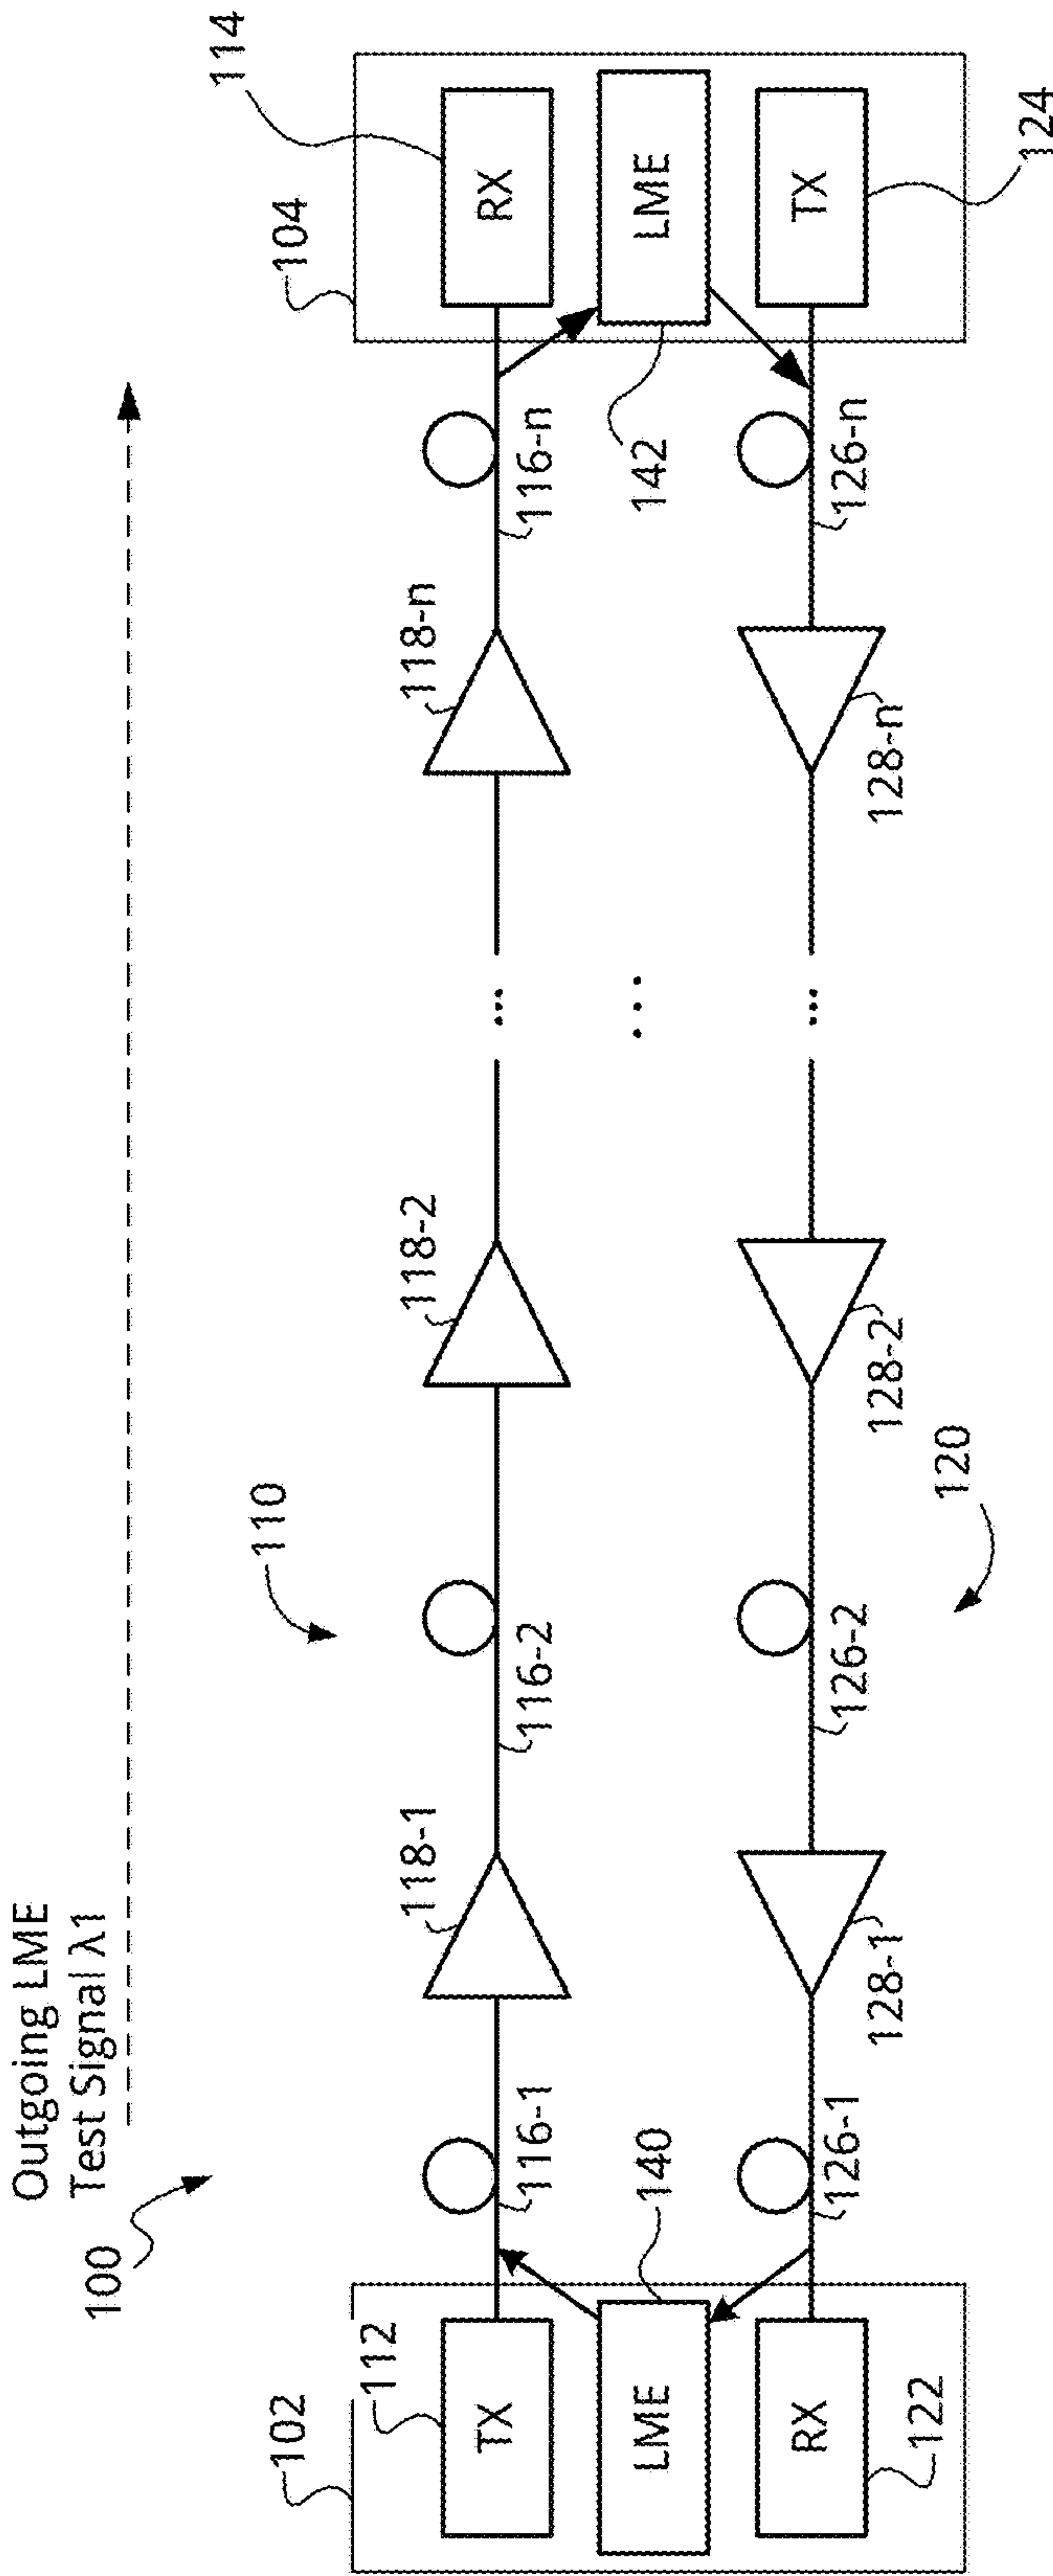 Outgoing LME
Test Signal λ1
100
110
104
114
102
112
118-1
118-2
118-n
TX
116-1
116-2
116-n
RX
LME
140
...
142
LME
RX
126-1
126-2
...
126-n
TX
...
122
128-1
128-2
128-n
120
124